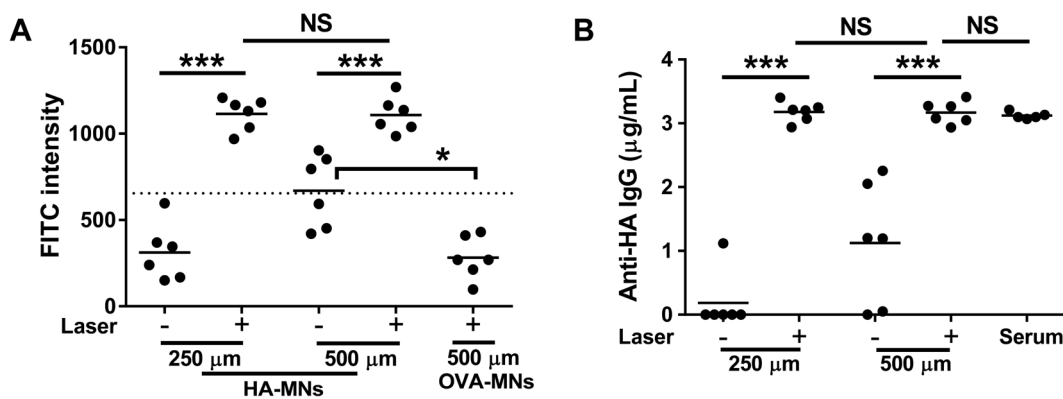 A
NS
***
***
*
FITC intensity
1500
1000
500
0
Laser
-
+
-
+
+
250 μm
500 μm
500 μm
HA-MNs
OVA-MNs
B
NS
NS
***
***
Anti-HA IgG (μg/mL)
4
3
2
1
0
Laser
-
+
-
+
Serum
250 μm
500 μm